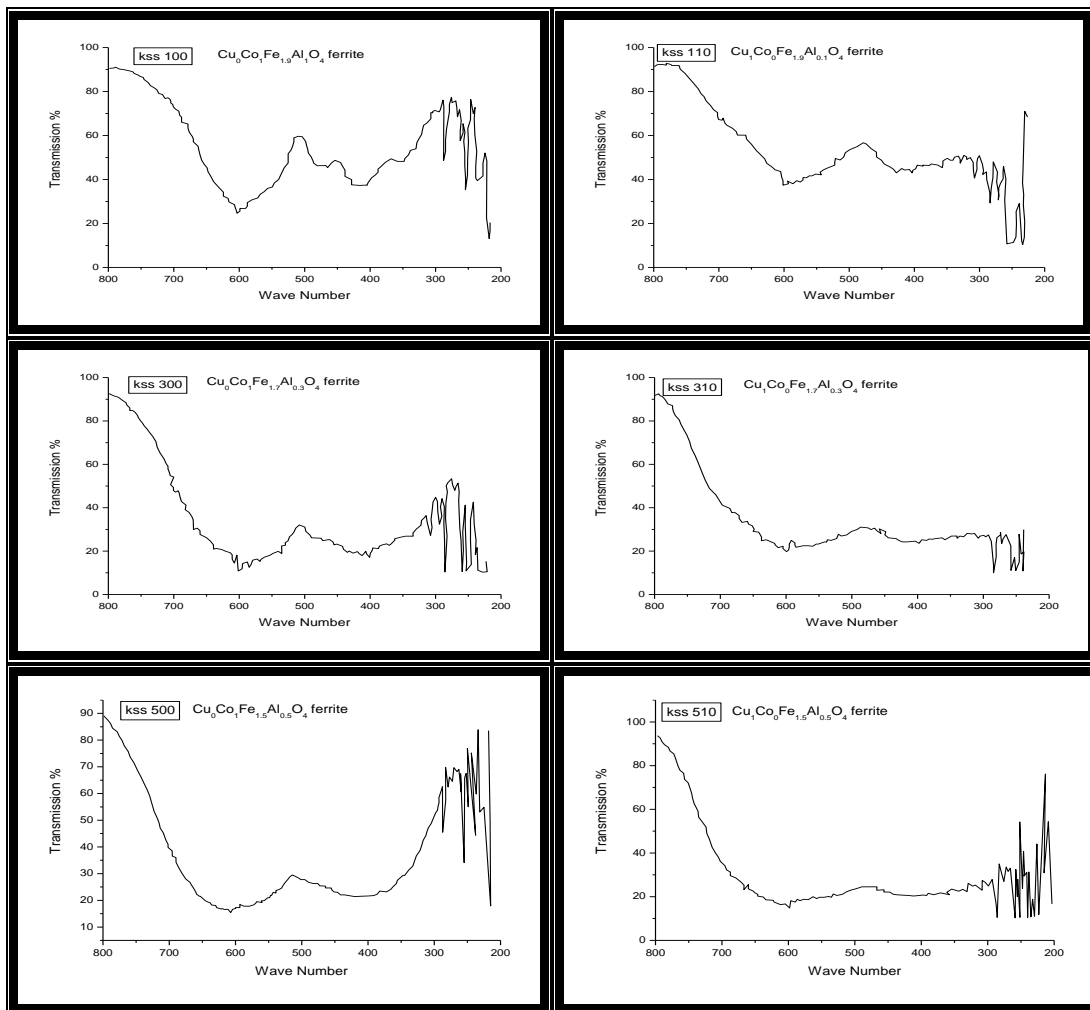 kss 100 Cu₀Co₁Fe₁.₉Al₁O₄ ferrite
Transmission %
100
80
60
40
20
0
800 700 600 500 400 300 200
Wave Number
kss 110 Cu₁Co₀Fe₁.₉Al₀.₁O₄ ferrite
Transmission %
100
80
60
40
20
0
800 700 600 500 400 300 200
Wave Number
kss 300 Cu₀Co₁Fe₁.₇Al₀.₃O₄ ferrite
Transmission %
100
80
60
40
20
0
800 700 600 500 400 300 200
Wave Number
kss 310 Cu₁Co₀Fe₁.₇Al₀.₃O₄ ferrite
Transmission %
100
80
60
40
20
0
800 700 600 500 400 300 200
Wave Number
kss 500 Cu₀Co₁Fe₁.₅Al₀.₅O₄ ferrite
Transmission %
90
80
70
60
50
40
30
20
10
800 700 600 500 400 300 200
Wave Number
kss 510 Cu₁Co₀Fe₁.₅Al₀.₅O₄ ferrite
Transmission %
100
80
60
40
20
0
800 700 600 500 400 300 200
Wave Number